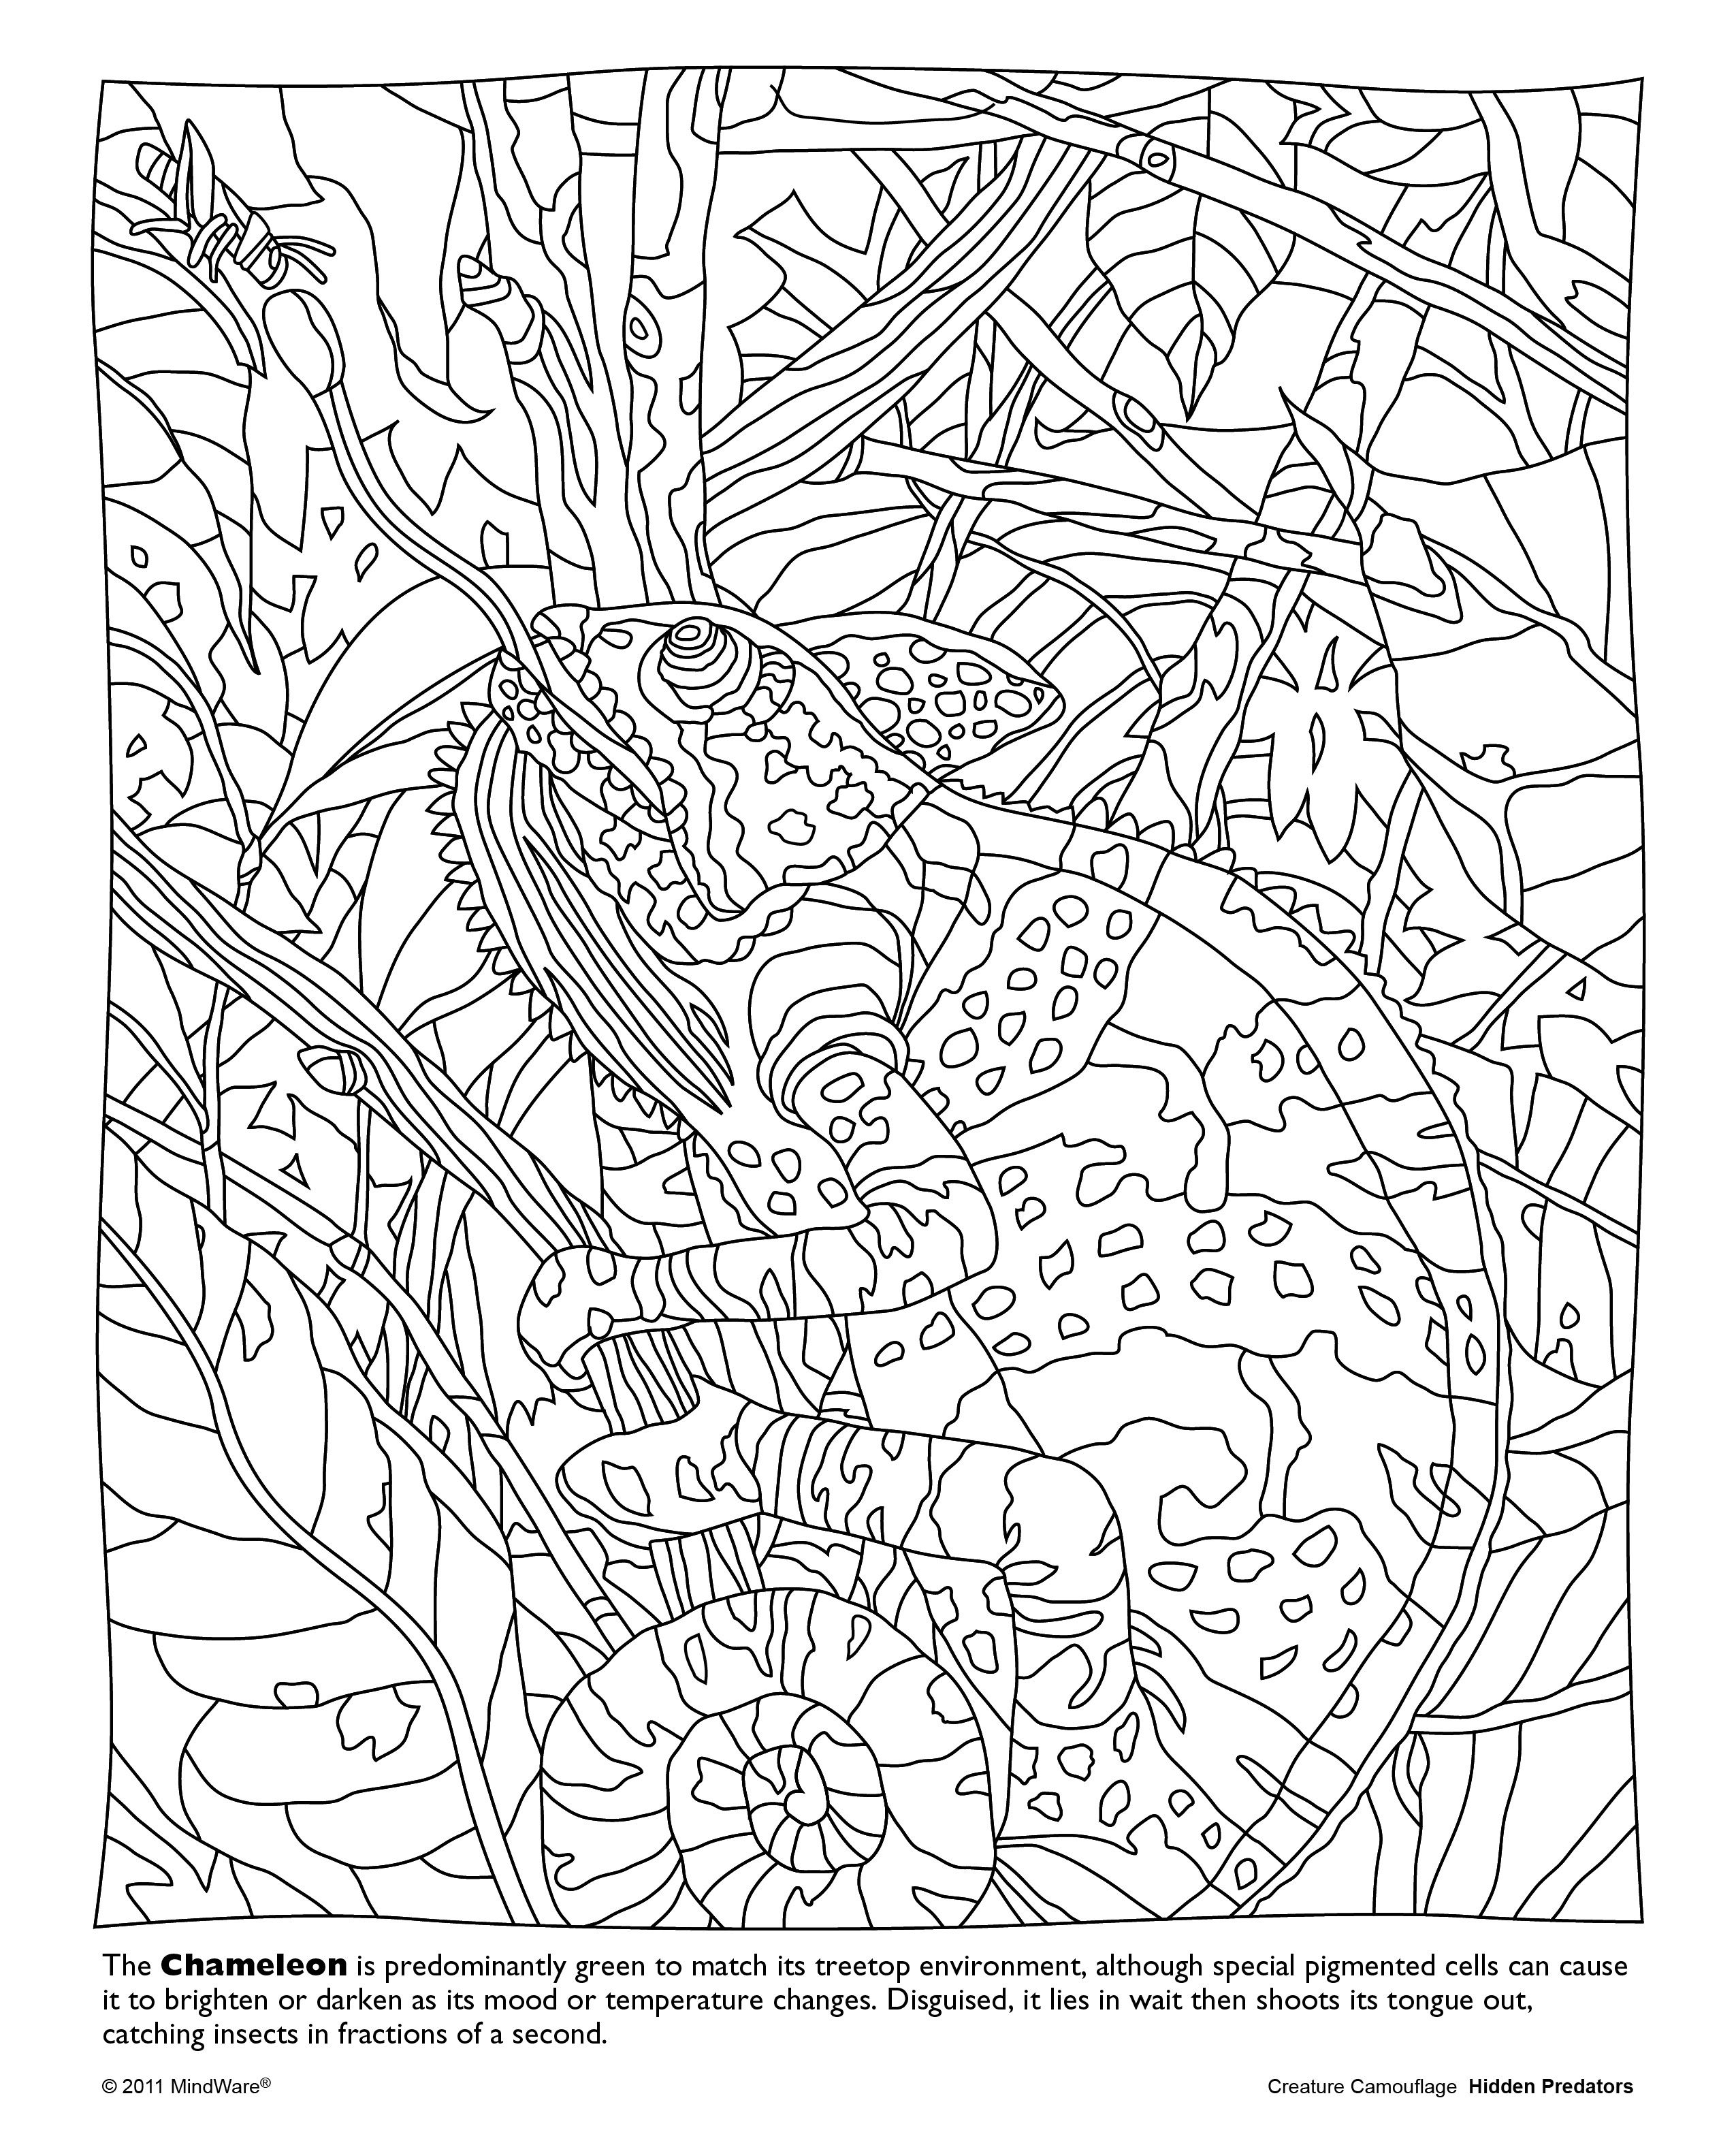 The Chameleon is predominantly green to match its treetop environment, although special pigmented cells can cause
it to brighten or darken as its mood or temperature changes. Disguised, it lies in wait then shoots its tongue out,
catching insects in fractions of a second.
© 2011 MindWare®
Creature Camouflage Hidden Predators